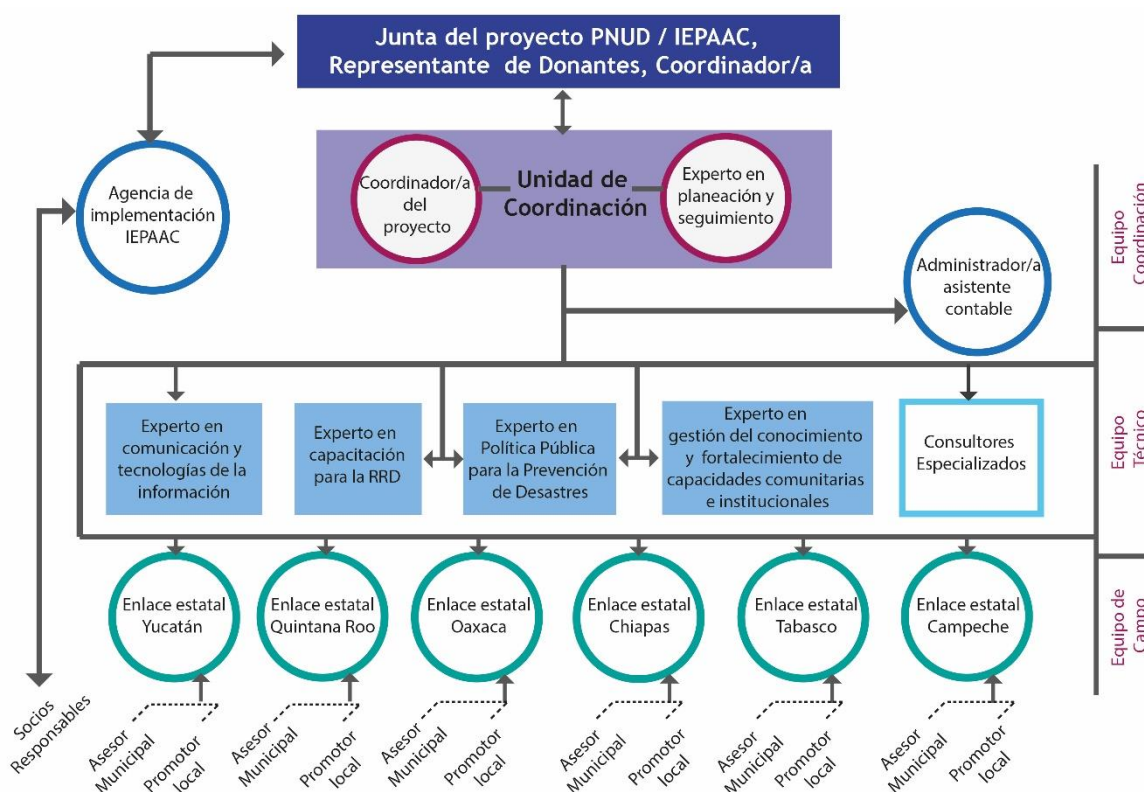 Junta del proyecto PNUD / IEPAAC,
Representante de Donantes, Coordinador/a
Agencia de
implementación
IEPAAC
Coordinador/a
del
proyecto
Unidad de
Coordinación
Experto en
planeación y
seguimiento
Administrador/a
asistente
contable
Equipo
Coordinación
Experto en
comunicación y
tecnologías de la
información
Experto en
capacitación
para la RRD
Experto en
Política Pública
para la Prevención
de Desastres
Experto en
gestión del conocimiento
y fortalecimiento de
capacidades comunitarias
e institucionales
Consultores
Especializados
Equipo
Técnico
Enlace estatal
Yucatán
Enlace estatal
Quintana Roo
Enlace estatal
Oaxaca
Enlace estatal
Chiapas
Enlace estatal
Tabasco
Enlace estatal
Campeche
Equipo de
Campo
Socios
Responsables
Asesor
Municipal
Promotor
local
Asesor
Municipal
Promotor
local
Asesor
Municipal
Promotor
local
Asesor
Municipal
Promotor
local
Asesor
Municipal
Promotor
local
Asesor
Municipal
Promotor
local